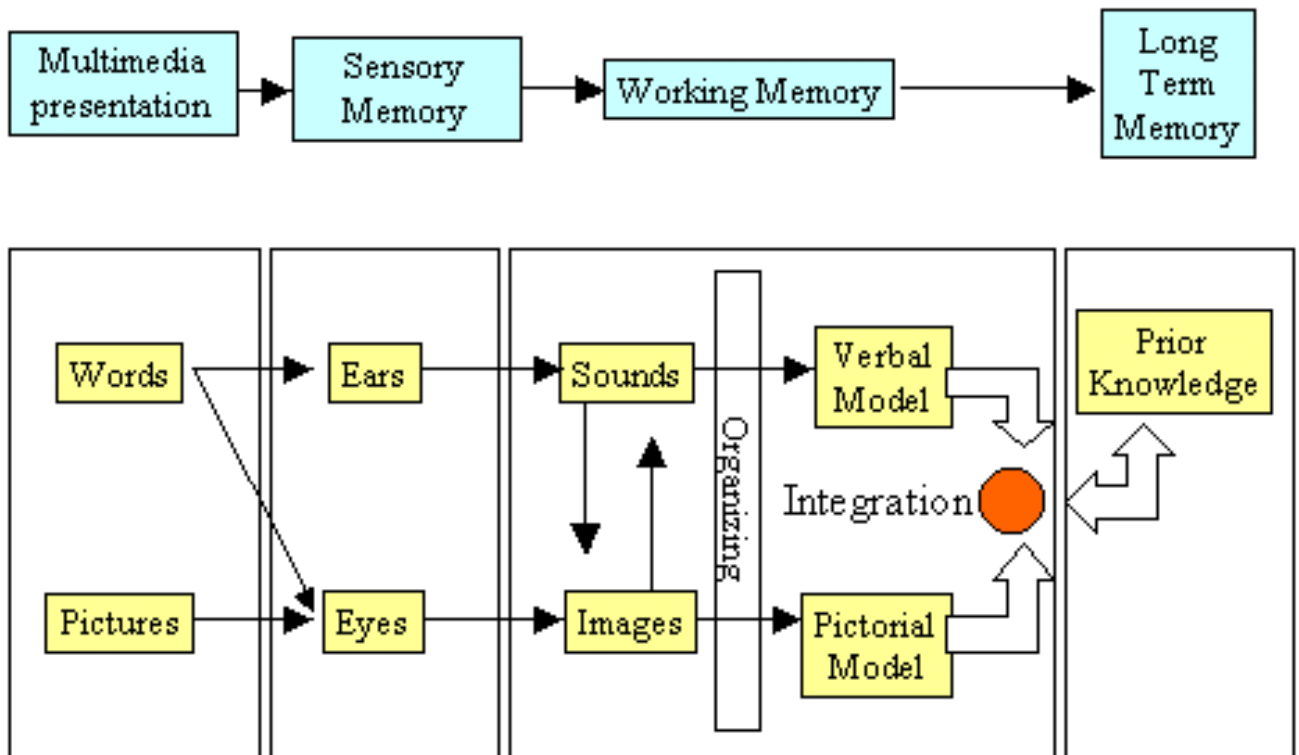 Multimedia
presentation
Sensory
Memory
Working Memory
Long
Term
Memory
Words
Ears
Sounds
Verbal
Model
Prior
Knowledge
Organizing
Integration
Pictures
Eyes
Images
Pictorial
Model